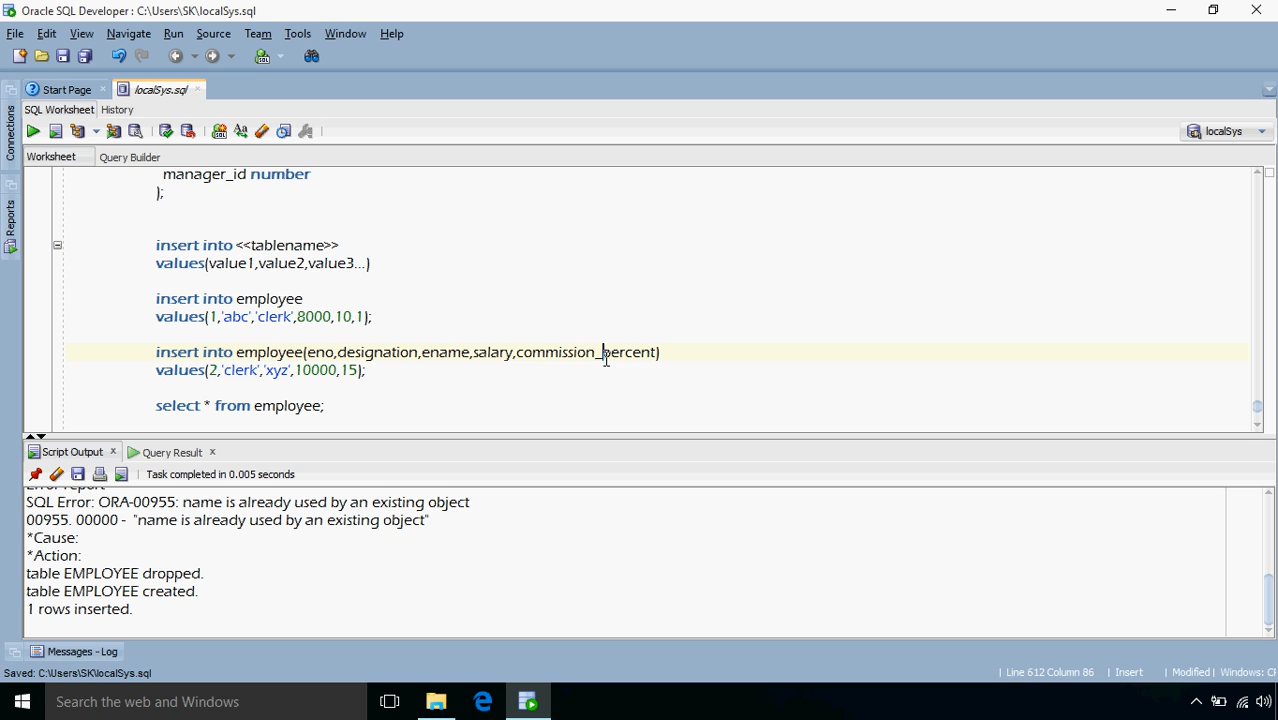 Oracle SQL Developer : C:\Users\SK\localSys.sql
File Edit View Navigate Run Source Team Tools Window Help
Start Page localSys.sql
SQL Worksheet History
localSys
Worksheet Query Builder
Connections
Reports
manager_id number
);
insert into <<tablename>>
values(value1,value2,value3...)
insert into employee
values(1,'abc','clerk',8000,10,1);
insert into employee(eno,designation,ename,salary,commission_percent)
values(2,'clerk','xyz',10000,15);
select * from employee;
Script Output Query Result
Task completed in 0.005 seconds
Error report
SQL Error: ORA-00955: name is already used by an existing object
00955. 00000 - "name is already used by an existing object"
*Cause:
*Action:
table EMPLOYEE dropped.
table EMPLOYEE created.
1 rows inserted.
Messages - Log
Saved: C:\Users\SK\localSys.sql
Line 612 Column 86 Insert Modified Windows: CF
Search the web and Windows